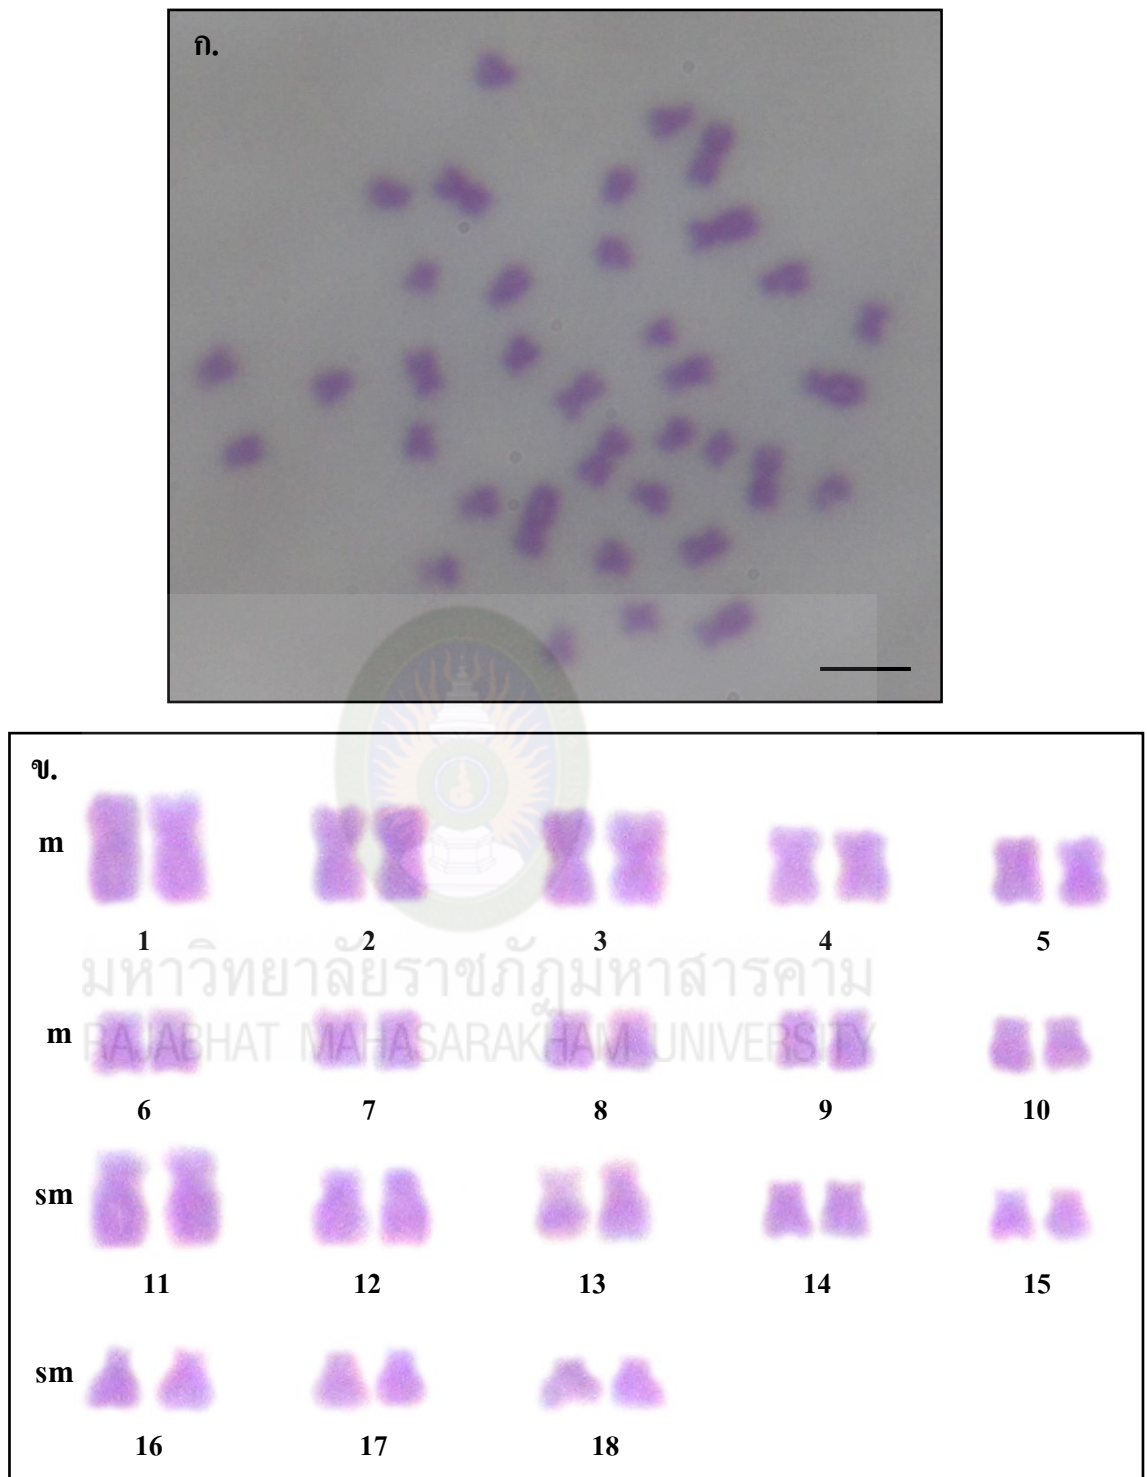 ก.
ข.
m
1 2 3 4 5
มหาวิทยาลัยราชภัฏมหาสารคาม
m
RAJABHAT MAHASARAKHAM UNIVERSITY
6 7 8 9 10
sm
11 12 13 14 15
sm
16 17 18